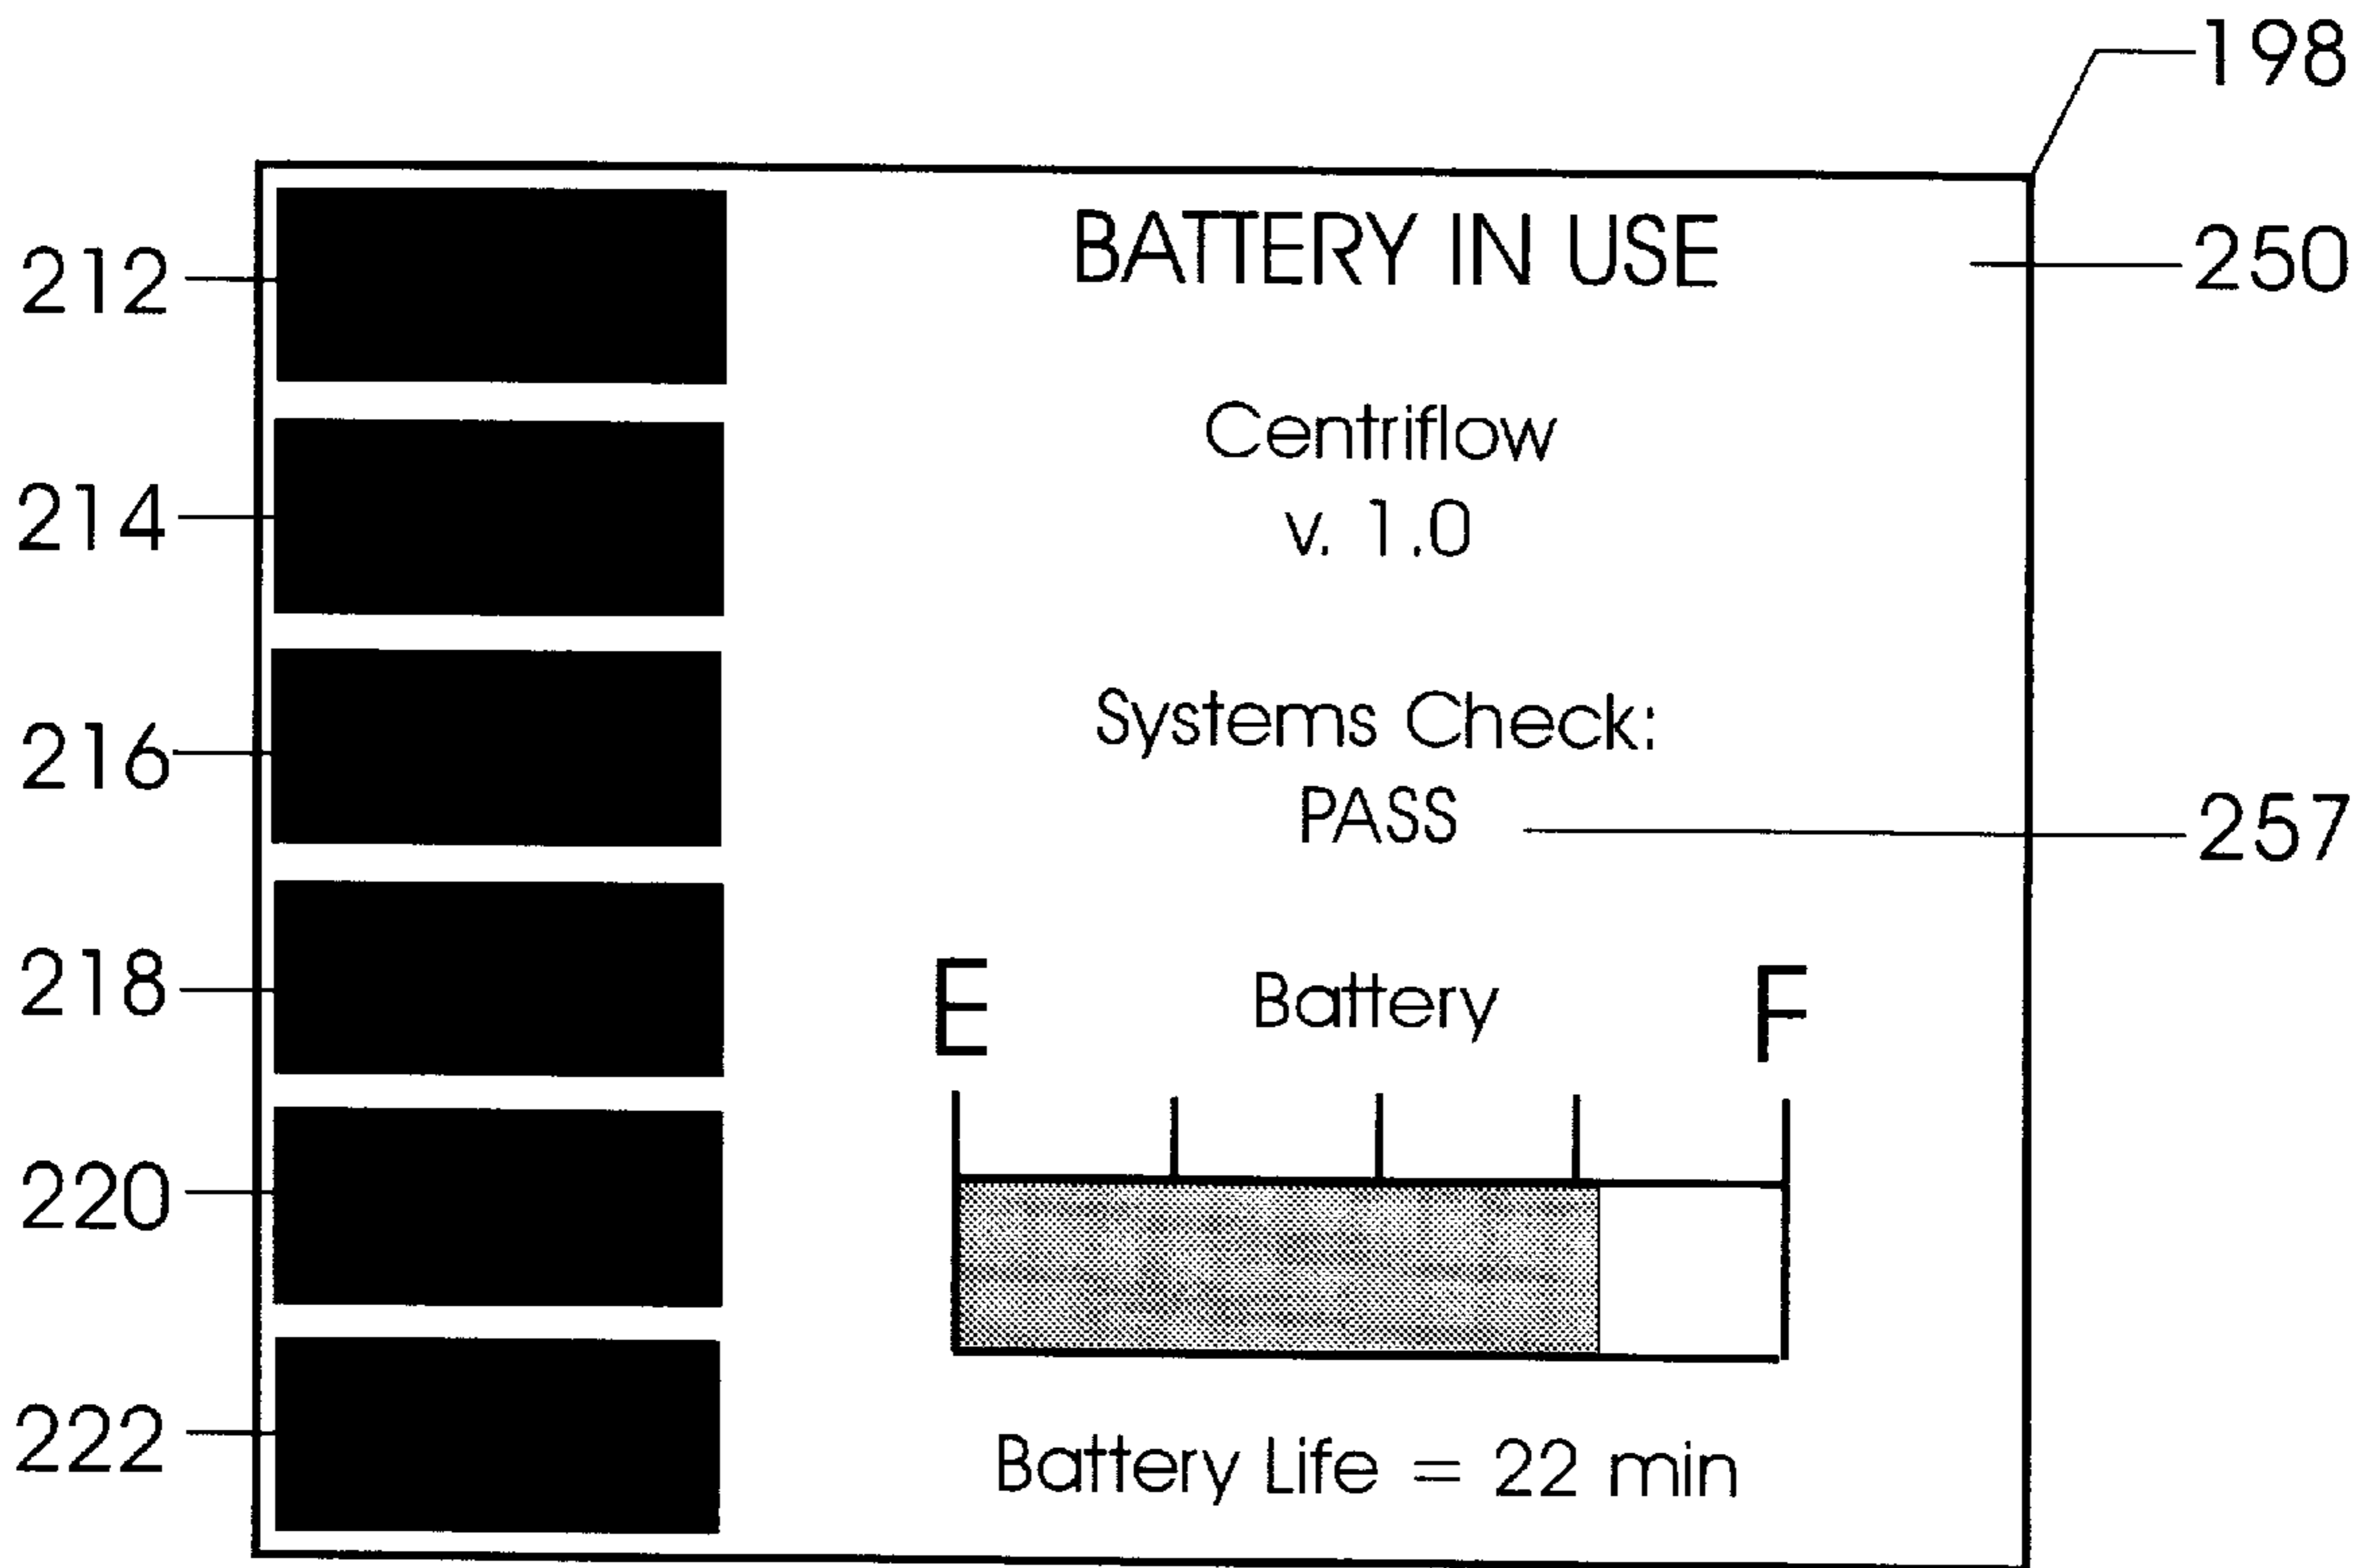 198
212
BATTERY IN USE
250
Centriflow
214
v. 1.0
216
Systems Check:
PASS
257
218
E Battery F
220
222
Battery Life = 22 min